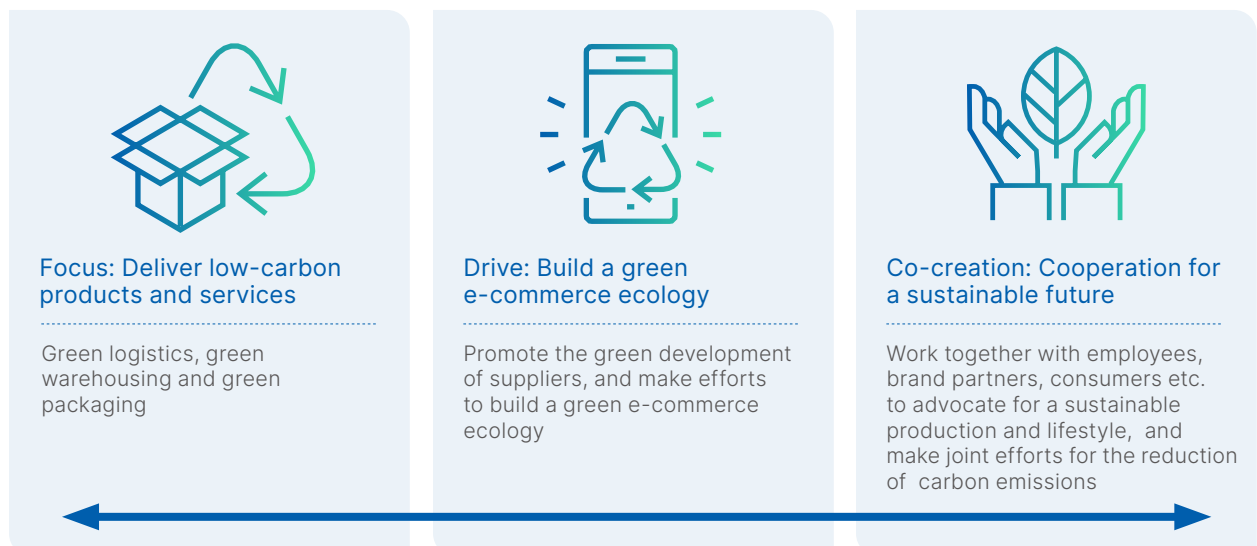 Focus: Deliver low-carbon
products and services
Green logistics, green
warehousing and green
packaging
Drive: Build a green
e-commerce ecology
Promote the green development
of suppliers, and make efforts
to build a green e-commerce
ecology
Co-creation: Cooperation for
a sustainable future
Work together with employees,
brand partners, consumers etc.
to advocate for a sustainable
production and lifestyle, and
make joint efforts for the reduction
of carbon emissions